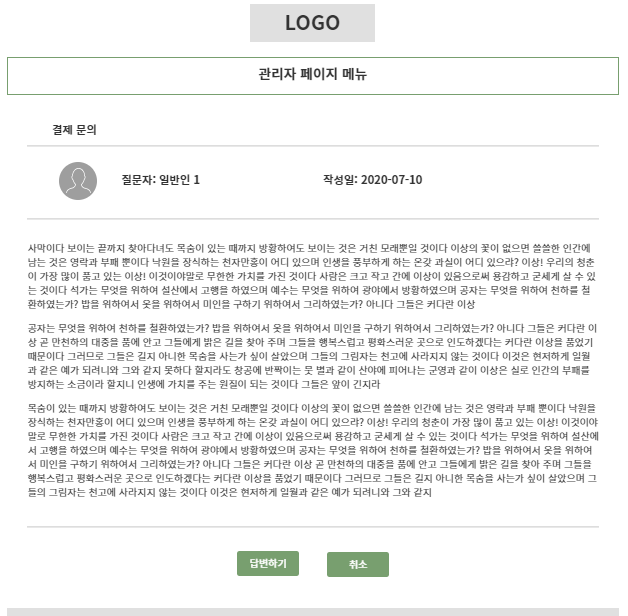 LOGO
관리자 페이지 메뉴
결제 문의
질문자: 일반인 1
작성일: 2020-07-10
사막이다 보이는 끝까지 찾아다녀도 목숨이 있는 때까지 방황하여도 보이는 것은 거친 모래뿐일 것이다 이상의 꽃이 없으면 쓸쓸한 인간에
남는 것은 영락과 부패 뿐이다 낙원을 장식하는 천자만홍이 어디 있으며 인생을 풍부하게 하는 온갖 과실이 어디 있으랴? 이상! 우리의 청춘
이 가장 많이 품고 있는 이상! 이것이야말로 무한한 가치를 가진 것이다 사람은 크고 작고 간에 이상이 있음으로써 용감하고 굳세게 살 수 있
는 것이다 석가는 무엇을 위하여 설산에서 고행을 하였으며 예수는 무엇을 위하여 광야에서 방황하였으며 공자는 무엇을 위하여 천하를 철
환하였는가? 밥을 위하여서 옷을 위하여서 미인을 구하기 위하여서 그리하였는가? 아니다 그들은 커다란 이상
공자는 무엇을 위하여 천하를 철환하였는가? 밥을 위하여서 옷을 위하여서 미인을 구하기 위하여서 그리하였는가? 아니다 그들은 커다란 이
상 곧 만천하의 대중을 품에 안고 그들에게 밝은 길을 찾아 주며 그들을 행복스럽고 평화스러운 곳으로 인도하겠다는 커다란 이상을 품었기
때문이다 그러므로 그들은 길지 아니한 목숨을 사는가 싶이 살았으며 그들의 그림자는 천고에 사라지지 않는 것이다 이것은 현저하게 일월
과 같은 예가 되려니와 그와 같지 못하다 할지라도 창공에 반짝이는 뭇 별과 같이 산야에 피어나는 군영과 같이 이상은 실로 인간의 부패를
방지하는 소금이라 할지니 인생에 가치를 주는 원질이 되는 것이다 그들은 앞이 긴지라
목숨이 있는 때까지 방황하여도 보이는 것은 거친 모래뿐일 것이다 이상의 꽃이 없으면 쓸쓸한 인간에 남는 것은 영락과 부패 뿐이다 낙원을
장식하는 천자만홍이 어디 있으며 인생을 풍부하게 하는 온갖 과실이 어디 있으랴? 이상! 우리의 청춘이 가장 많이 품고 있는 이상! 이것이야
말로 무한한 가치를 가진 것이다 사람은 크고 작고 간에 이상이 있음으로써 용감하고 굳세게 살 수 있는 것이다 석가는 무엇을 위하여 설산에
서 고행을 하였으며 예수는 무엇을 위하여 광야에서 방황하였으며 공자는 무엇을 위하여 천하를 철환하였는가? 밥을 위하여서 옷을 위하여
서 미인을 구하기 위하여서 그리하였는가? 아니다 그들은 커다란 이상 곧 만천하의 대중을 품에 안고 그들에게 밝은 길을 찾아 주며 그들을
행복스럽고 평화스러운 곳으로 인도하겠다는 커다란 이상을 품었기 때문이다 그러므로 그들은 길지 아니한 목숨을 사는가 싶이 살았으며 그
들의 그림자는 천고에 사라지지 않는 것이다 이것은 현저하게 일월과 같은 예가 되려니와 그와 같지
답변하기
취소